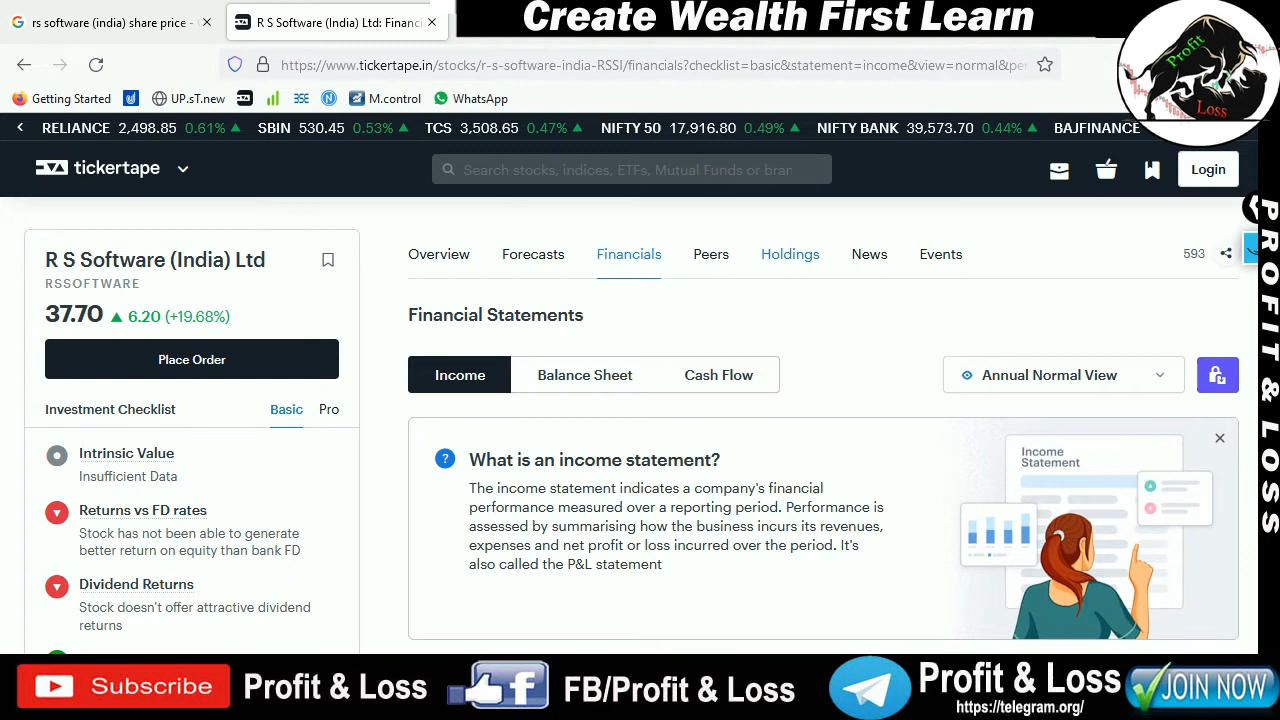 Create Wealth First Learn
rs software (india) share price -
R S Software (India) Ltd: Financi
https://www.tickertape.in/stocks/r-s-software-india-RSSI/financials?checklist=basic&statement=income&view=normal&pe
Profit
Loss
Getting Started UP.sT.new M.control WhatsApp
RELIANCE 2,498.85 0.61% SBIN 530.45 0.53% TCS 3,508.65 0.47% NIFTY 50 17,916.80 0.49% NIFTY BANK 39,573.70 0.44% BAJFINANCE
tickertape
Search stocks, indices, ETFs, Mutual Funds or bran
Login
PROFIT & LOSS
R S Software (India) Ltd
RSSOFTWARE
37.70 6.20 (+19.68%)
Place Order
Investment Checklist Basic Pro
Intrinsic Value
Insufficient Data
Returns vs FD rates
Stock has not been able to generate
better return on equity than bank FD
Dividend Returns
Stock doesn't offer attractive dividend
returns
Overview Forecasts Financials Peers Holdings News Events 593
Financial Statements
Income Balance Sheet Cash Flow Annual Normal View
What is an income statement?
The income statement indicates a company's financial
performance measured over a reporting period. Performance is
assessed by summarising how the business incurs its revenues,
expenses and net profit or loss incurred over the period. It's
also called the P&L statement
Income
Statement
Subscribe Profit & Loss
FB/Profit & Loss
Profit & Loss
https://telegram.org/
JOIN NOW